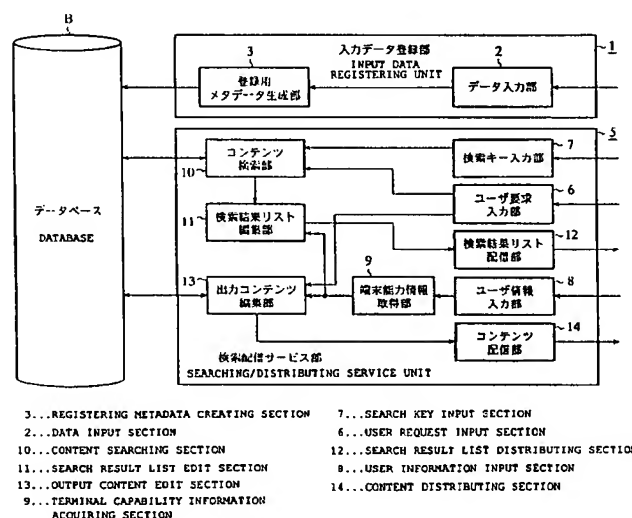 B
3
入力データ登録部
INPUT DATA
REGISTERING UNIT
2
1
登録用
メタデータ生成部
データ入力部
5
コンテンツ
検索部
10
検索キー入力部
7
ユーザ要求
入力部
6
データベース
DATABASE
11
検索結果リスト
編集部
検索結果リスト
配信部
12
13
出力コンテンツ
編集部
9
端末能力情報
取得部
ユーザ情報
入力部
8
コンテンツ
配信部
14
検索配信サービス部
SEARCHING/DISTRIBUTING SERVICE UNIT
3...REGISTERING METADATA CREATING SECTION
2...DATA INPUT SECTION
10...CONTENT SEARCHING SECTION
11...SEARCH RESULT LIST EDIT SECTION
13...OUTPUT CONTENT EDIT SECTION
9...TERMINAL CAPABILITY INFORMATION
ACQUIRING SECTION
7...SEARCH KEY INPUT SECTION
6...USER REQUEST INPUT SECTION
12...SEARCH RESULT LIST DISTRIBUTING SECTION
8...USER INFORMATION INPUT SECTION
14...CONTENT DISTRIBUTING SECTION